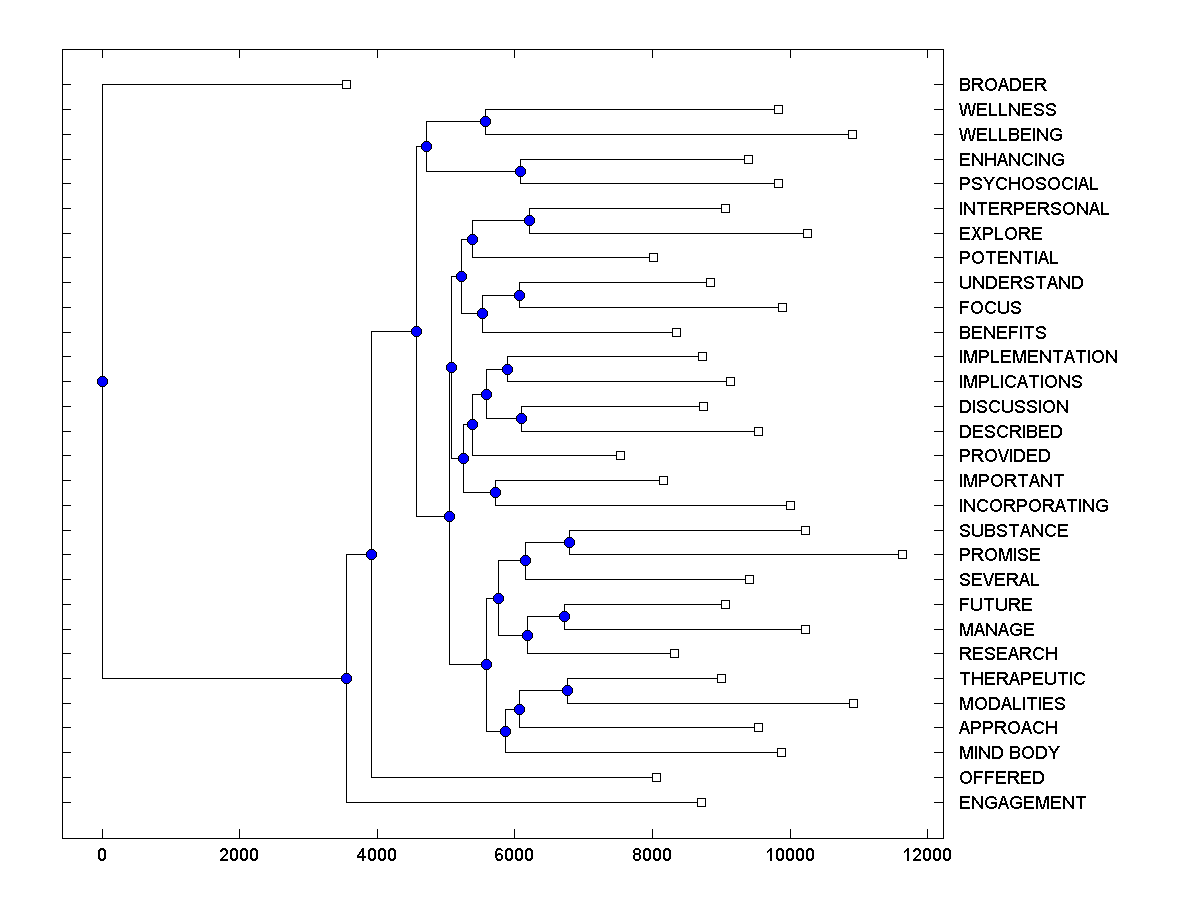 BROADER
WELLNESS
WELLBEING
ENHANCING
PSYCHOSOCIAL
INTERPERSONAL
EXPLORE
POTENTIAL
UNDERSTAND
FOCUS
BENEFITS
IMPLEMENTATION
IMPLICATIONS
DISCUSSION
DESCRIBED
PROVIDED
IMPORTANT
INCORPORATING
SUBSTANCE
PROMISE
SEVERAL
FUTURE
MANAGE
RESEARCH
THERAPEUTIC
MODALITIES
APPROACH
MIND BODY
OFFERED
ENGAGEMENT
0 2000 4000 6000 8000 10000 12000